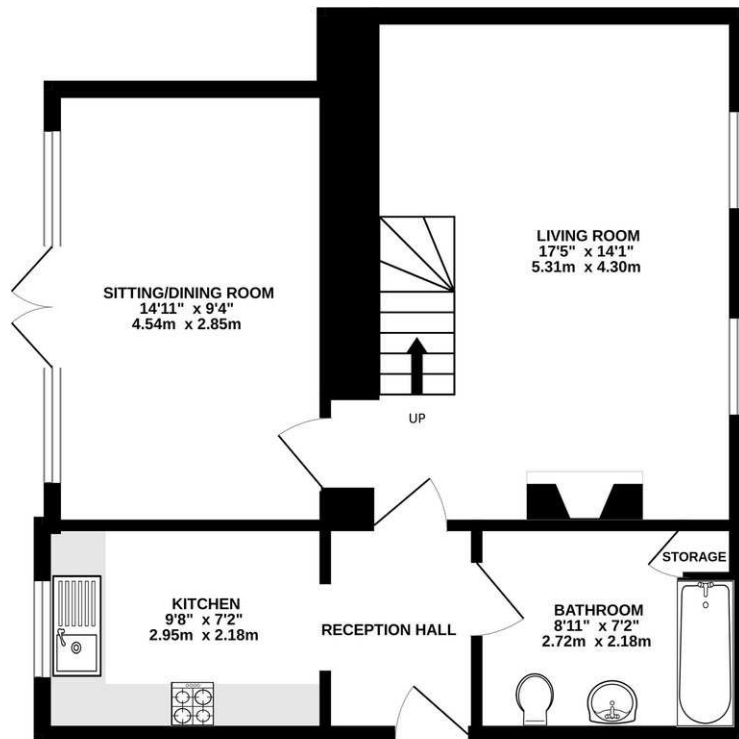 LIVING ROOM
17'5" x 14'1"
5.31m x 4.30m
SITTING/DINING ROOM
14'11" x 9'4"
4.54m x 2.85m
UP
STORAGE
KITCHEN
9'8" x 7'2"
2.95m x 2.18m
RECEPTION HALL
BATHROOM
8'11" x 7'2"
2.72m x 2.18m